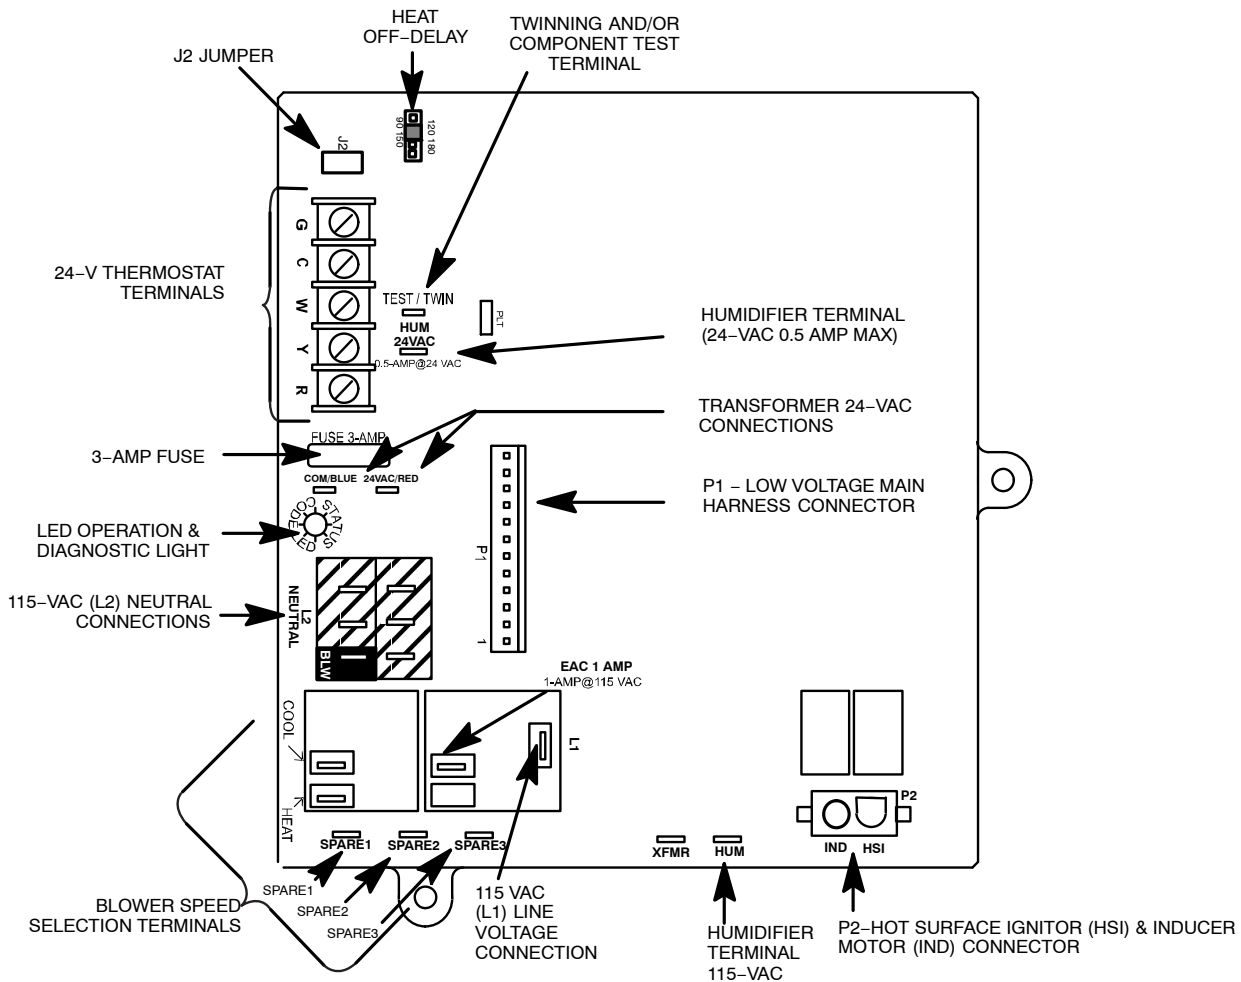 HEAT
OFF–DELAY
TWINNING AND/OR
COMPONENT TEST
TERMINAL
J2 JUMPER
J2
90 150
120 180
24–V THERMOSTAT
TERMINALS
G
C
W
Y
R
TEST / TWIN
HUM
24VAC
0.5-AMP@24 VAC
PLT
HUMIDIFIER TERMINAL
(24–VAC 0.5 AMP MAX)
TRANSFORMER 24–VAC
CONNECTIONS
FUSE 3-AMP
3–AMP FUSE
COM/BLUE
24VAC/RED
P1 – LOW VOLTAGE MAIN
HARNESS CONNECTOR
STATUS
CODE
LED
LED OPERATION &
DIAGNOSTIC LIGHT
P1
1
115–VAC (L2) NEUTRAL
CONNECTIONS
L2
NEUTRAL
BLW
EAC 1 AMP
1-AMP@115 VAC
COOL
HEAT
L1
P2
IND
HSI
SPARE1
SPARE2
SPARE3
XFMR
HUM
SPARE1
SPARE2
SPARE3
BLOWER SPEED
SELECTION TERMINALS
115 VAC
(L1) LINE
VOLTAGE
CONNECTION
HUMIDIFIER
TERMINAL
115–VAC
P2–HOT SURFACE IGNITOR (HSI) & INDUCER
MOTOR (IND) CONNECTOR